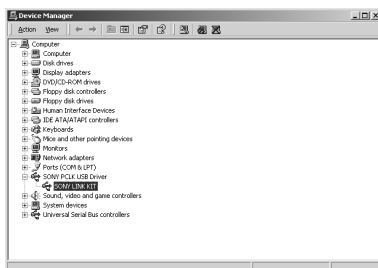 Device Manager
Action View
Computer
Computer
Disk drives
Display adapters
DVD/CD-ROM drives
Floppy disk controllers
Floppy disk drives
Human Interface Devices
IDE ATA/ATAPI controllers
Keyboards
Mice and other pointing devices
Monitors
Network adapters
Ports (COM & LPT)
SONY PCLK USB Driver
SONY LINK KIT
Sound, video and game controllers
System devices
Universal Serial Bus controllers